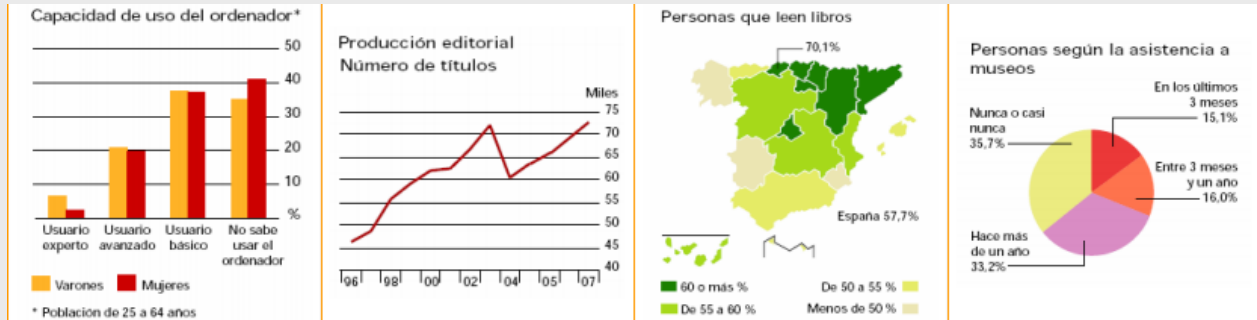 Capacidad de uso del ordenador*
50
40
30
20
10
%
Usuario experto
Usuario avanzado
Usuario básico
No sabe usar el ordenador
Varones
Mujeres
* Población de 25 a 64 años
Producción editorial
Número de títulos
Miles
75
70
65
60
55
50
45
40
96
98
00
02
04
05
07
Personas que leen libros
70,1%
España 57,7%
60 o más %
De 50 a 55 %
De 55 a 60 %
Menos de 50 %
Personas según la asistencia a
museos
En los últimos
3 meses
15,1%
Nunca o casi
nunca
35,7%
Entre 3 meses
y un año
16,0%
Hace más
de un año
33,2%